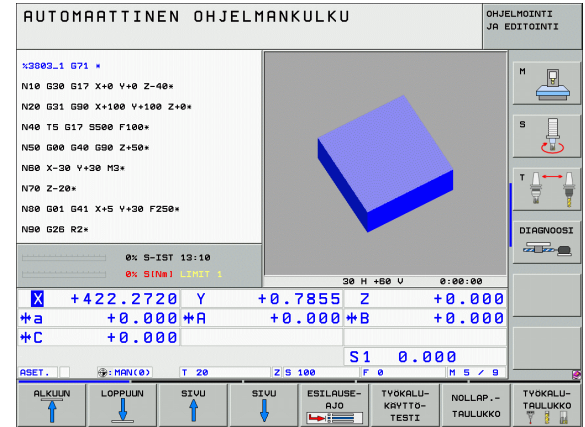 AUTOMAATTINEN OHJELMANKULKU
OHJELMOINTI
JA EDITOINTI
%3803_1 G71 *
N10 G30 G17 X+0 Y+0 Z-40*
N20 G31 G90 X+100 Y+100 Z+0*
N40 T5 G17 S500 F100*
N50 G00 G40 G90 Z+50*
N60 X-30 Y+30 M3*
N70 Z-20*
N80 G01 G41 X+5 Y+30 F250*
N90 G26 R2*
M
S
T
DIAGNOOSI
0% S-IST 13:10
0% S[Nm] LIMIT 1
30 H +60 V 0:00:00
X +422.2720 Y +0.7855 Z +0.000
a +0.000 A +0.000 B +0.000
C +0.000
S1 0.000
ASET. :MAN(0) T 20 Z S 100 F 0 M 5 / 9
ALKUUN
LOPPUUN
SIVU
SIVU
ESILAUSE-
AJO
TYÖKALU-
KÄYTTÖ-
TESTI
NOLLAP.-
TAULUKKO
TYÖKALU-
TAULUKKO